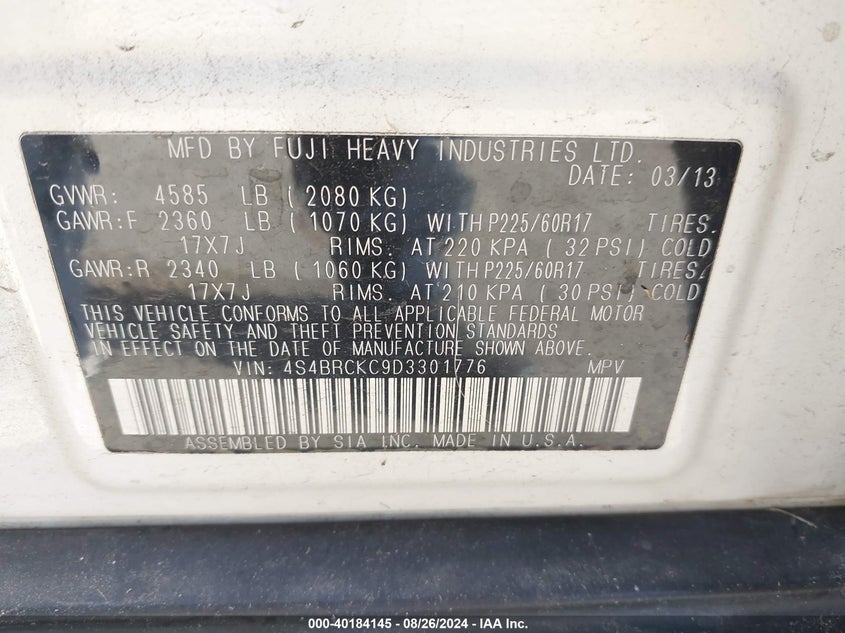 MFD BY FUJI HEAVY INDUSTRIES LTD.
DATE: 03/13
GVWR: 4585 LB ( 2080 KG)
GAWR:F 2360 LB ( 1070 KG) WITH P225/60R17 TIRES.
17X7J RIMS. AT 220 KPA ( 32 PSI) COLD
GAWR:R 2340 LB ( 1060 KG) WITH P225/60R17 TIRES.
17X7J RIMS. AT 210 KPA ( 30 PSI) COLD
THIS VEHICLE CONFORMS TO ALL APPLICABLE FEDERAL MOTOR
VEHICLE SAFETY AND THEFT PREVENTION STANDARDS
IN EFFECT ON THE DATE OF MANUFACTURE SHOWN ABOVE.
VIN: 4S4BRCKC9D3301776 MPV
ASSEMBLED BY SIA INC. MADE IN U.S.A.
000-40184145 - 08/26/2024 - IAA Inc.